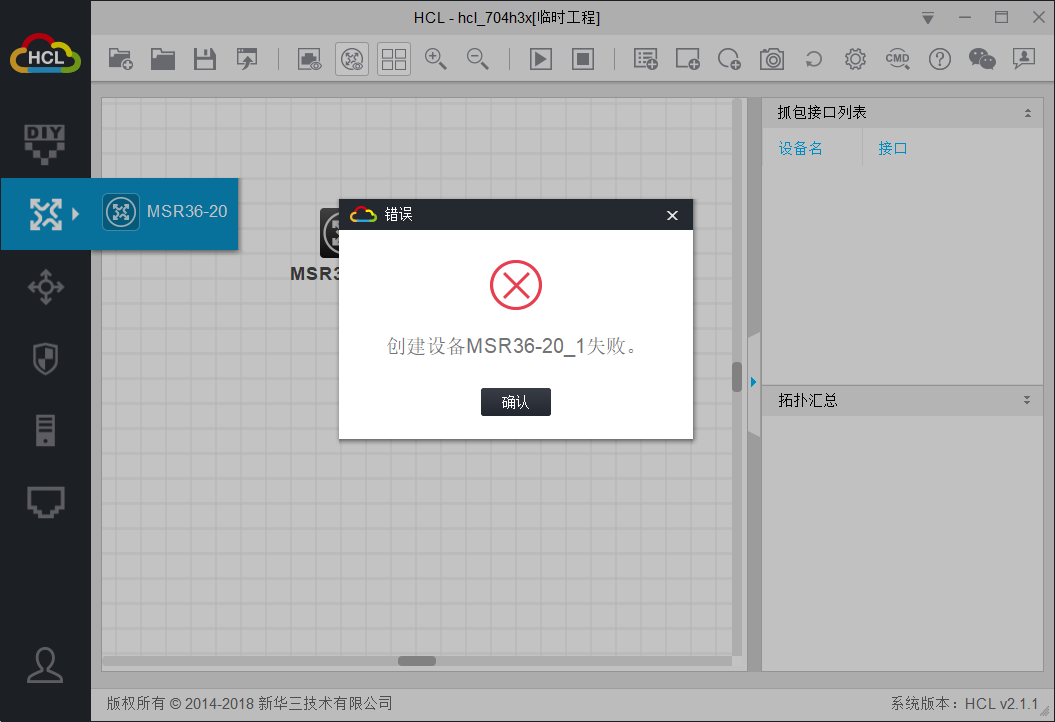 HCL - hcl_704h3x[临时工程]
HCL
CMD
DIY
抓包接口列表
设备名 接口
MSR36-20
MSR3
错误
创建设备MSR36-20_1失败。
确认
拓扑汇总
版权所有 © 2014-2018 新华三技术有限公司
系统版本：HCL v2.1.1